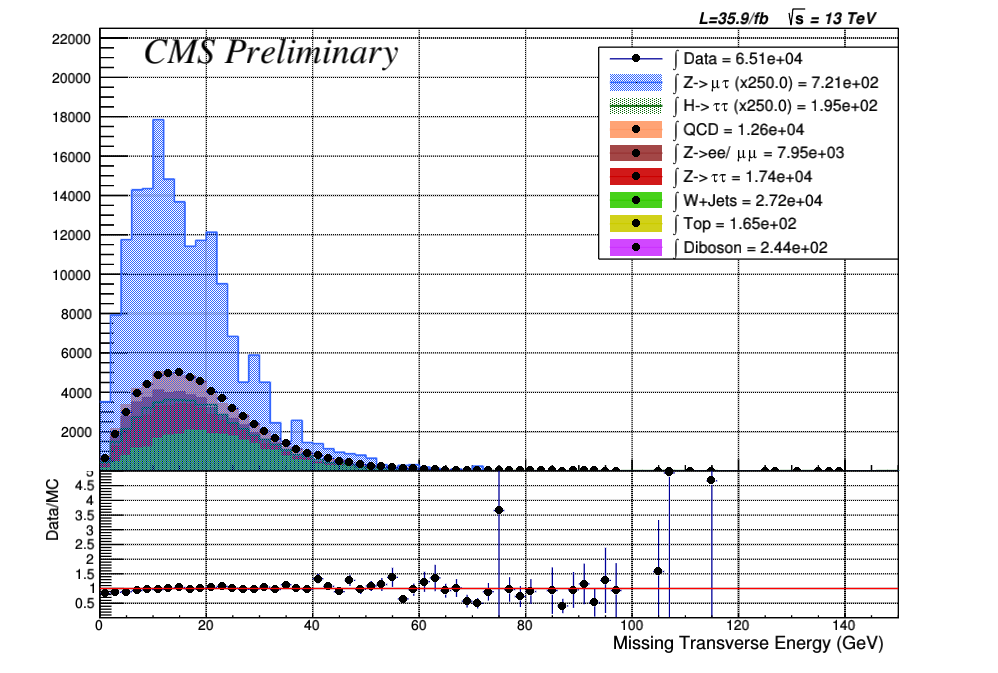 L=35.9/fb √s = 13 TeV
CMS Preliminary
22000
20000
18000
16000
14000
12000
10000
8000
6000
4000
2000
∫ Data = 6.51e+04
∫ Z-> μτ (x250.0) = 7.21e+02
∫ H-> ττ (x250.0) = 1.95e+02
∫ QCD = 1.26e+04
∫ Z->ee/ μμ = 7.95e+03
∫ Z-> ττ = 1.74e+04
∫ W+Jets = 2.72e+04
∫ Top = 1.65e+02
∫ Diboson = 2.44e+02
Data/MC
5
4.5
4
3.5
3
2.5
2
1.5
1
0.5
0 20 40 60 80 100 120 140
Missing Transverse Energy (GeV)